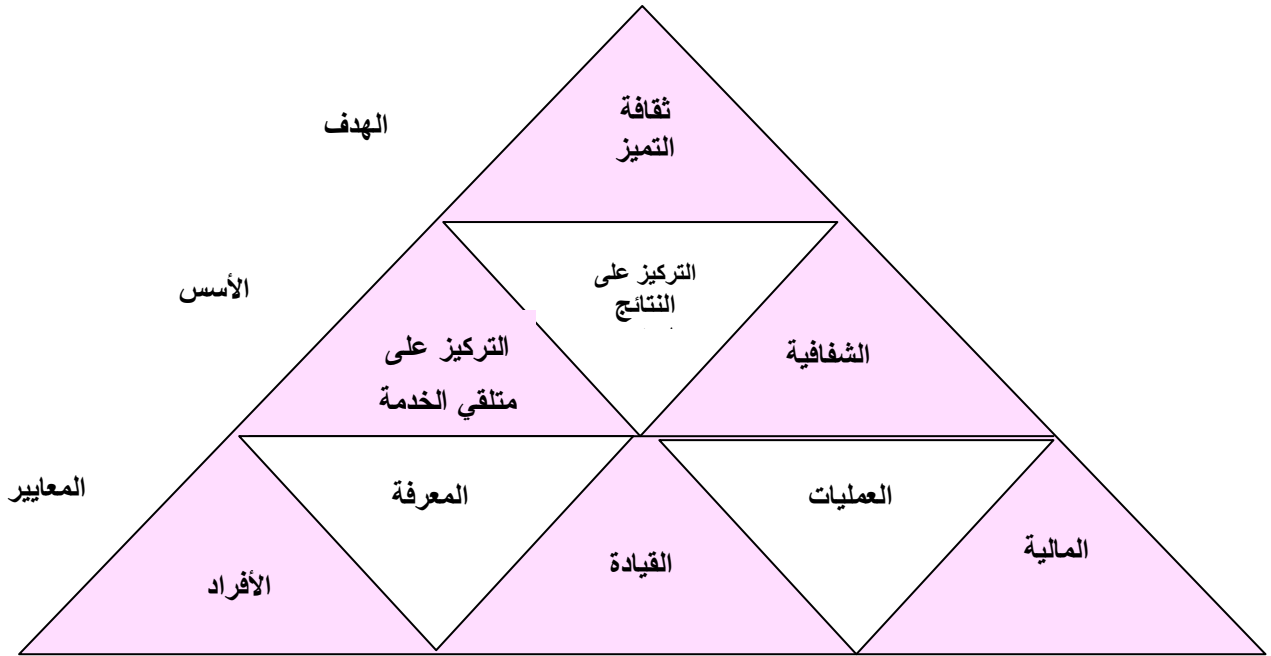 ثقافة
التميز
الهدف
التركيز على
النتائج
الأسس
الشفافية
التركيز على
متلقي الخدمة
المعايير
العمليات
المعرفة
المالية
القيادة
الأفراد